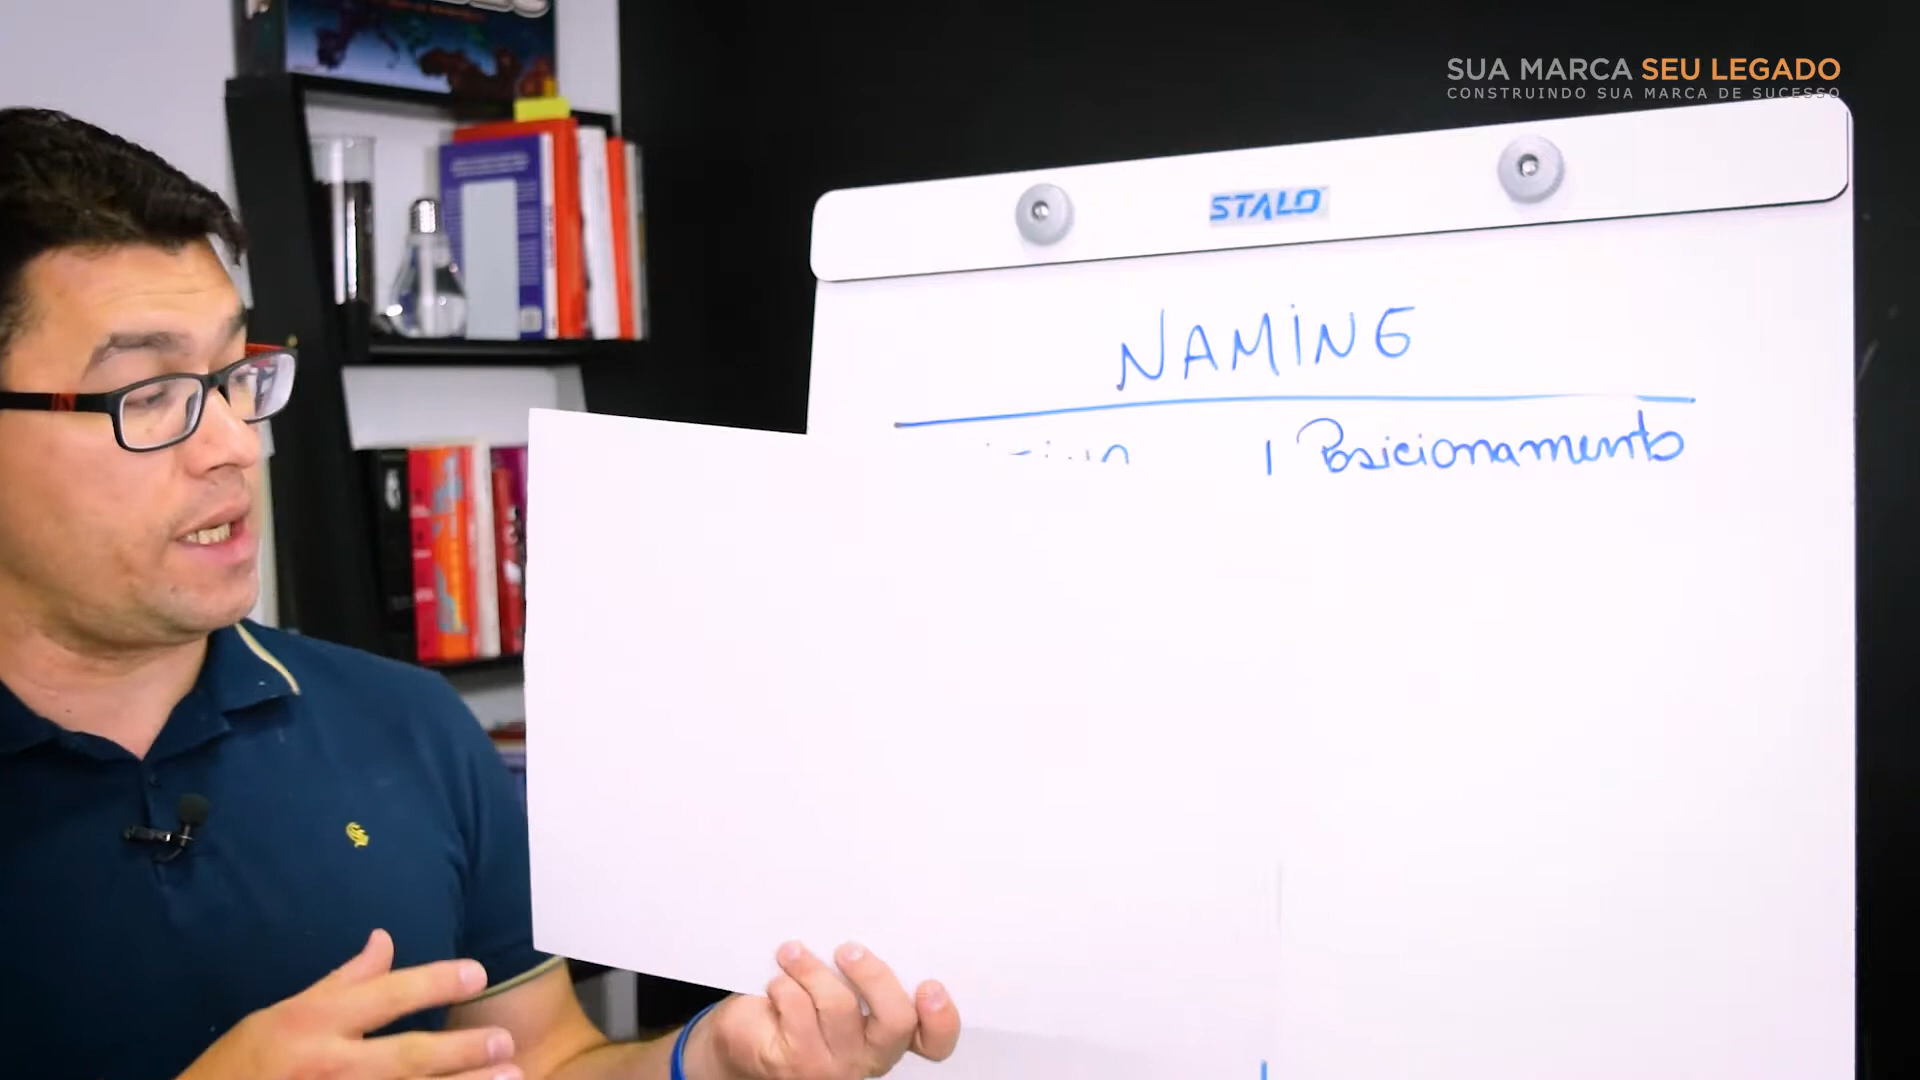 SUA MARCA SEU LEGADO
CONSTRUINDO SUA MARCA DE SUCESSO
STALO
NAMING
Posicionamento